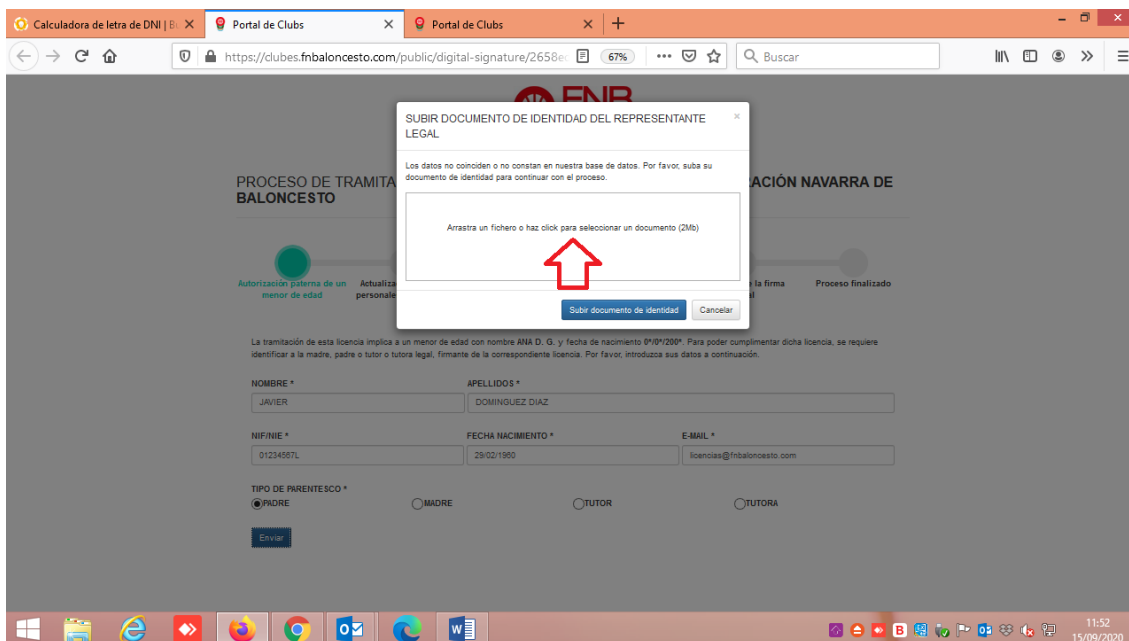 Calculadora de letra de DNI | Bu
Portal de Clubs
Portal de Clubs
https://clubes.fnbaloncesto.com/public/digital-signature/2658ec
67%
Buscar
FNB
SUBIR DOCUMENTO DE IDENTIDAD DEL REPRESENTANTE
LEGAL
×
Los datos no coinciden o no constan en nuestra base de datos. Por favor, suba su
documento de identidad para continuar con el proceso.
PROCESO DE TRAMITA
ACIÓN NAVARRA DE
BALONCESTO
Arrastra un fichero o haz click para seleccionar un documento (2Mb)
Autorización paterna de un
menor de edad
Actualiza
personale
la firma
Proceso finalizado
Subir documento de identidad
Cancelar
La tramitación de esta licencia implica a un menor de edad con nombre ANA D. G. y fecha de nacimiento 0*/0*/200*. Para poder cumplimentar dicha licencia, se requiere
identificar a la madre, padre o tutor o tutora legal, firmante de la correspondiente licencia. Por favor, introduzca sus datos a continuación.
NOMBRE *
APELLIDOS *
JAVIER
DOMINGUEZ DIAZ
NIF/NIE *
FECHA NACIMIENTO *
E-MAIL *
01234567L
29/02/1960
licencias@fnbaloncesto.com
TIPO DE PARENTESCO *
PADRE
MADRE
TUTOR
TUTORA
Enviar
11:52
15/09/2020